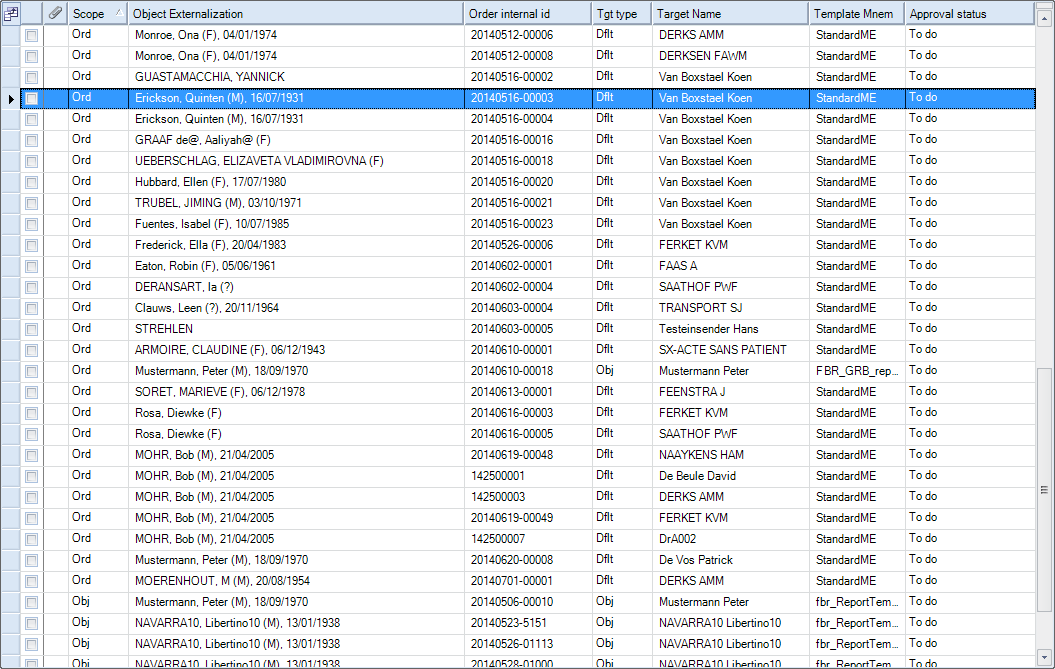 Scope Object Externalization Order internal id Tgt type Target Name Template Mnem Approval status
Ord Monroe, Ona (F), 04/01/1974 20140512-00006 Dflt DERKS AMM StandardME To do
Ord Monroe, Ona (F), 04/01/1974 20140512-00008 Dflt DERKSEN FAWM StandardME To do
Ord GUASTAMACCHIA, YANNICK 20140516-00002 Dflt Van Boxstael Koen StandardME To do
Ord Erickson, Quinten (M), 16/07/1931 20140516-00003 Dflt Van Boxstael Koen StandardME To do
Ord Erickson, Quinten (M), 16/07/1931 20140516-00004 Dflt Van Boxstael Koen StandardME To do
Ord GRAAF de@, Aaliyah@ (F) 20140516-00016 Dflt Van Boxstael Koen StandardME To do
Ord UEBERSCHLAG, ELIZAVETA VLADIMIROVNA (F) 20140516-00018 Dflt Van Boxstael Koen StandardME To do
Ord Hubbard, Ellen (F), 17/07/1980 20140516-00020 Dflt Van Boxstael Koen StandardME To do
Ord TRUBEL, JIMING (M), 03/10/1971 20140516-00021 Dflt Van Boxstael Koen StandardME To do
Ord Fuentes, Isabel (F), 10/07/1985 20140516-00023 Dflt Van Boxstael Koen StandardME To do
Ord Frederick, Ella (F), 20/04/1983 20140526-00006 Dflt FERKET KVM StandardME To do
Ord Eaton, Robin (F), 05/06/1961 20140602-00001 Dflt FAAS A StandardME To do
Ord DERANSART, Ia (?) 20140602-00004 Dflt SAATHOF PWF StandardME To do
Ord Clauws, Leen (?), 20/11/1964 20140603-00004 Dflt TRANSPORT SJ StandardME To do
Ord STREHLEN 20140603-00005 Dflt Testeinsender Hans StandardME To do
Ord ARMOIRE, CLAUDINE (F), 06/12/1943 20140610-00001 Dflt SX-ACTE SANS PATIENT StandardME To do
Ord Mustermann, Peter (M), 18/09/1970 20140610-00018 Obj Mustermann Peter FBR_GRB_rep... To do
Ord SORET, MARIEVE (F), 06/12/1978 20140613-00001 Dflt FEENSTRA J StandardME To do
Ord Rosa, Diewke (F) 20140616-00003 Dflt FERKET KVM StandardME To do
Ord Rosa, Diewke (F) 20140616-00005 Dflt SAATHOF PWF StandardME To do
Ord MOHR, Bob (M), 21/04/2005 20140619-00048 Dflt NAAYKENS HAM StandardME To do
Ord MOHR, Bob (M), 21/04/2005 142500001 Dflt De Beule David StandardME To do
Ord MOHR, Bob (M), 21/04/2005 142500003 Dflt DERKS AMM StandardME To do
Ord MOHR, Bob (M), 21/04/2005 20140619-00049 Dflt FERKET KVM StandardME To do
Ord MOHR, Bob (M), 21/04/2005 142500007 Dflt DrA002 StandardME To do
Ord Mustermann, Peter (M), 18/09/1970 20140620-00008 Dflt De Vos Patrick StandardME To do
Ord MOERENHOUT, M (M), 20/08/1954 20140701-00001 Dflt DERKS AMM StandardME To do
Obj Mustermann, Peter (M), 18/09/1970 20140506-00010 Obj Mustermann Peter fbr_ReportTem... To do
Obj NAVARRA10, Libertino10 (M), 13/01/1938 20140523-5151 Obj NAVARRA10 Libertino10 fbr_ReportTem... To do
Obj NAVARRA10, Libertino10 (M), 13/01/1938 20140526-01113 Obj NAVARRA10 Libertino10 fbr_ReportTem... To do
Obj NAVARRA10, Libertino10 (M), 13/01/1938 20140528-01000 Obj NAVARRA10 Libertino10 fbr_ReportTem... To do